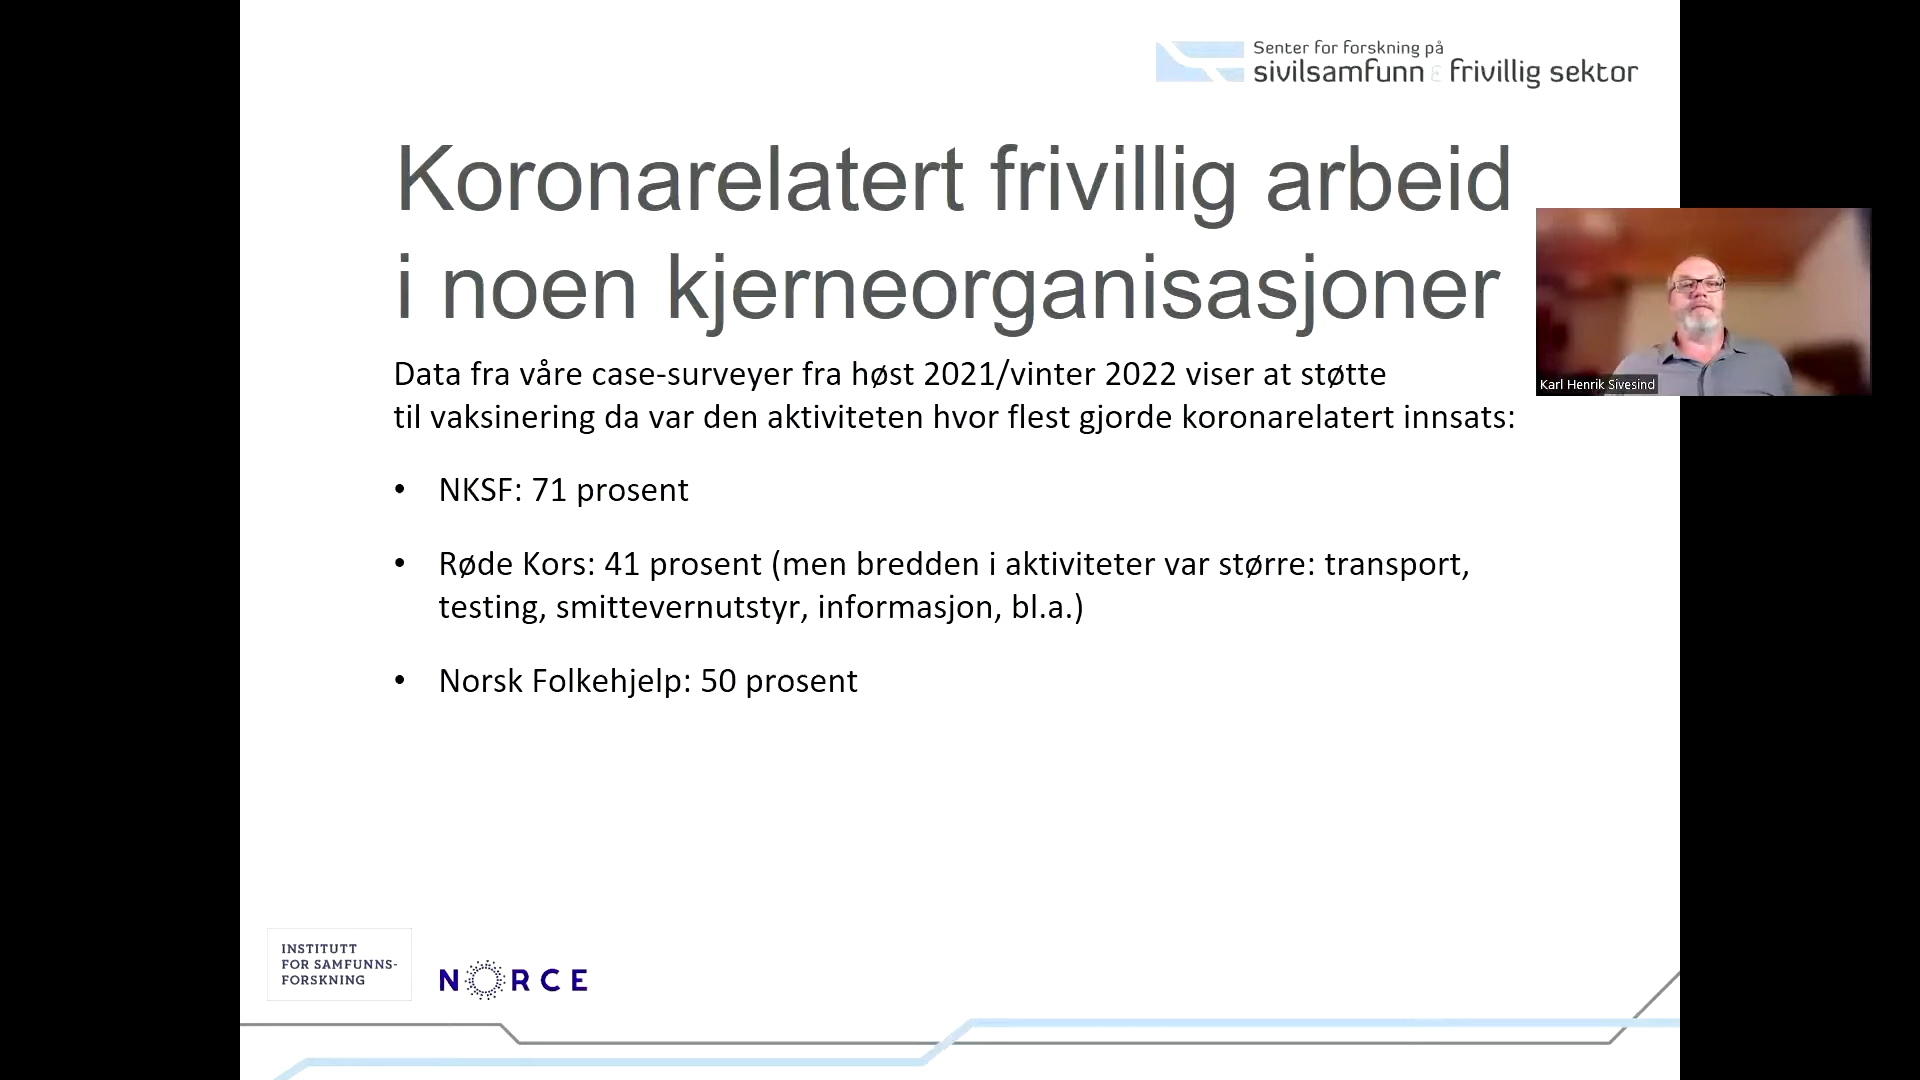 Senter for forskning på
sivilsamfunn & frivillig sektor
Koronarelatert frivillig arbeid
i noen kjerneorganisasjoner
Data fra våre case-surveyer fra høst 2021/vinter 2022 viser at støtte
til vaksinering da var den aktiviteten hvor flest gjorde koronarelatert innsats:
• NKSF: 71 prosent
• Røde Kors: 41 prosent (men bredden i aktiviteter var større: transport,
testing, smittevernutstyr, informasjon, bl.a.)
• Norsk Folkehjelp: 50 prosent
Karl Henrik Sivesind
INSTITUTT
FOR SAMFUNNS-
FORSKNING
NORCE